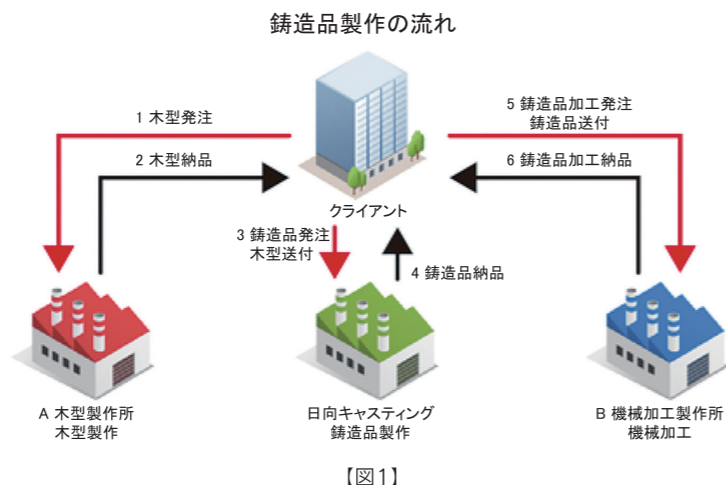 鋳造品製作の流れ
1 木型発注
2 木型納品
クライアント
3 鋳造品発注
木型送付
4 鋳造品納品
5 鋳造品加工発注
鋳造品送付
6 鋳造品加工納品
A 木型製作所
木型製作
日向キャスティング
鋳造品製作
B 機械加工製作所
機械加工
【図1】